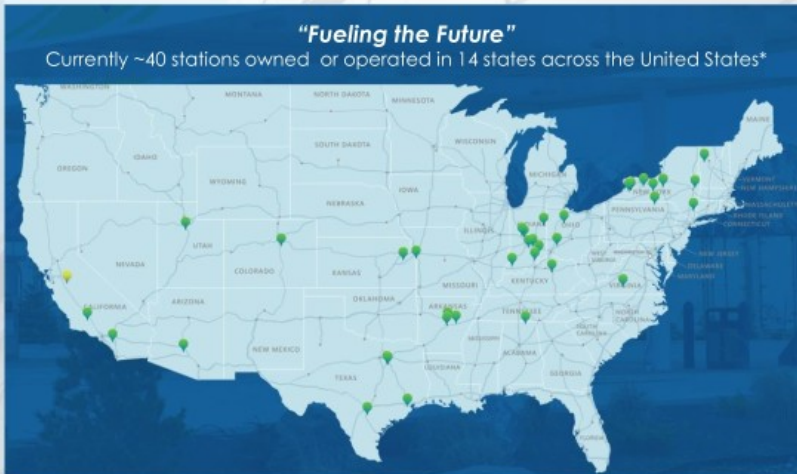 "Fueling the Future"
Currently ~40 stations owned or operated in 14 states across the United States*
WASHINGTON
MONTANA
NORTH DAKOTA
MINNESOTA
MAINE
OREGON
IDAHO
SOUTH DAKOTA
WISCONSIN
MICHIGAN
WYOMING
VERMONT
NEW HAMPSHIRE
NEW YORK
IOWA
NEBRASKA
MASSACHUSETTS
RHODE ISLAND
CONNECTICUT
PENNSYLVANIA
ILLINOIS
OHIO
NEVADA
UTAH
COLORADO
KANSAS
MISSOURI
NEW JERSEY
DELAWARE
MARYLAND
KENTUCKY
VIRGINIA
CALIFORNIA
ARIZONA
OKLAHOMA
ARKANSAS
TENNESSEE
NORTH CAROLINA
SOUTH CAROLINA
NEW MEXICO
MISSISSIPPI
ALABAMA
GEORGIA
TEXAS
LOUISIANA
FLORIDA